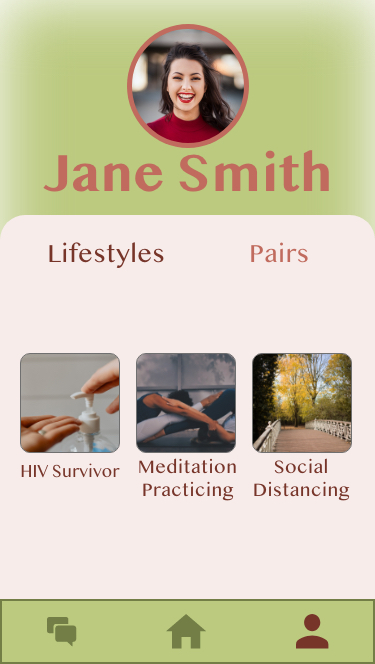 Jane Smith
Lifestyles Pairs
HIV Survivor
Meditation
Practicing
Social
Distancing